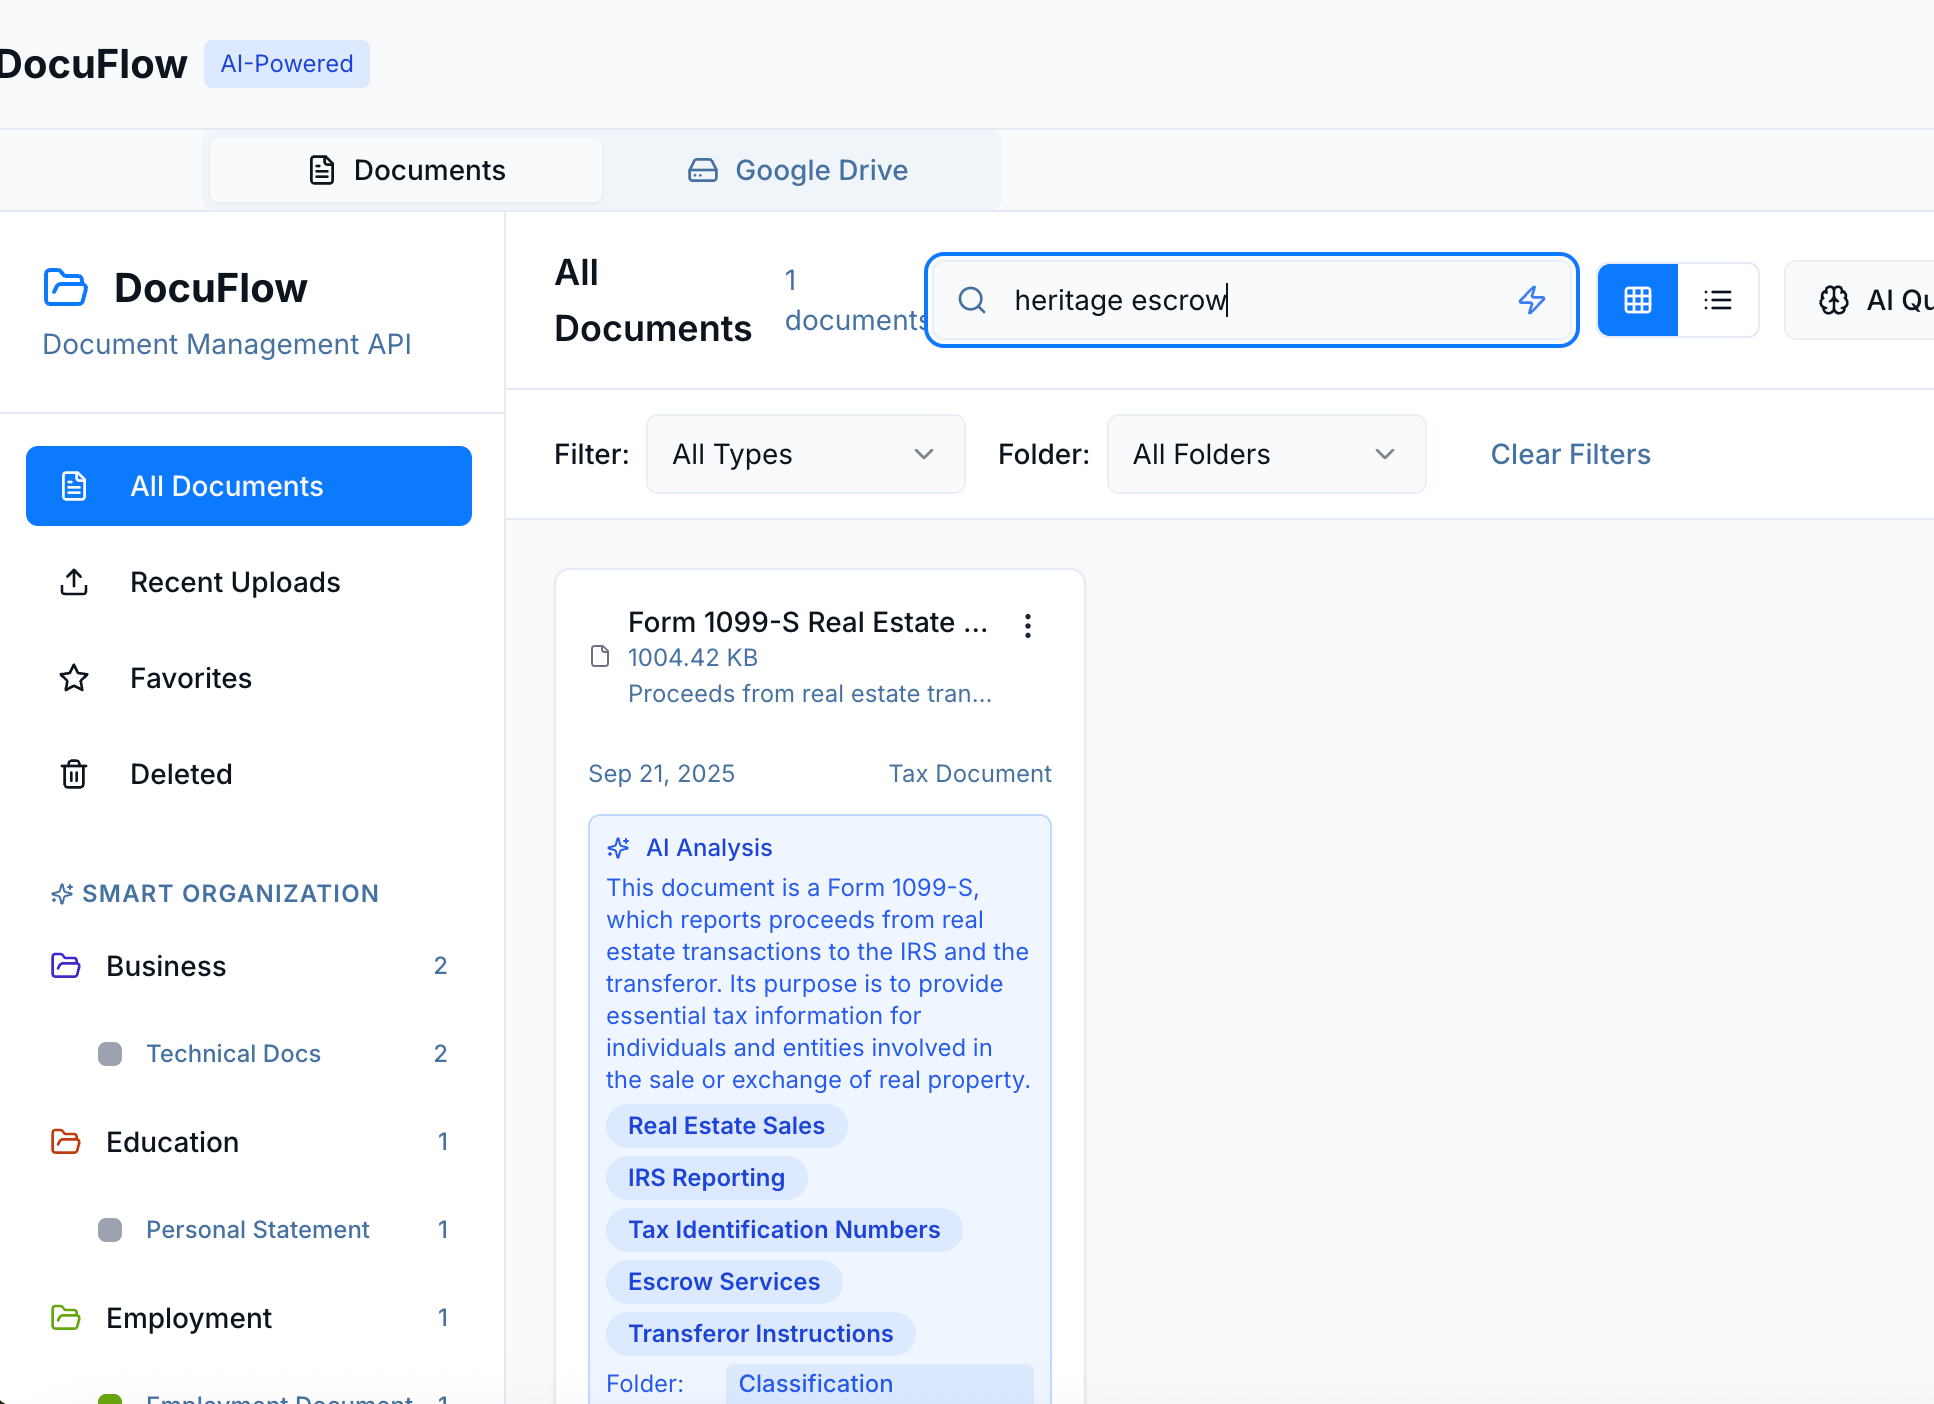 DocuFlow AI-Powered
Documents
Google Drive
DocuFlow
Document Management API
All Documents
Recent Uploads
Favorites
Deleted
SMART ORGANIZATION
Business 2
Technical Docs 2
Education 1
Personal Statement 1
Employment 1
Employment Document 1
All
Documents
1
documents
heritage escrow
AI Qu
Filter: All Types
Folder: All Folders
Clear Filters
Form 1099-S Real Estate ...
1004.42 KB
Proceeds from real estate tran...
Sep 21, 2025
Tax Document
AI Analysis
This document is a Form 1099-S,
which reports proceeds from real
estate transactions to the IRS and the
transferor. Its purpose is to provide
essential tax information for
individuals and entities involved in
the sale or exchange of real property.
Real Estate Sales
IRS Reporting
Tax Identification Numbers
Escrow Services
Transferor Instructions
Folder: Classification